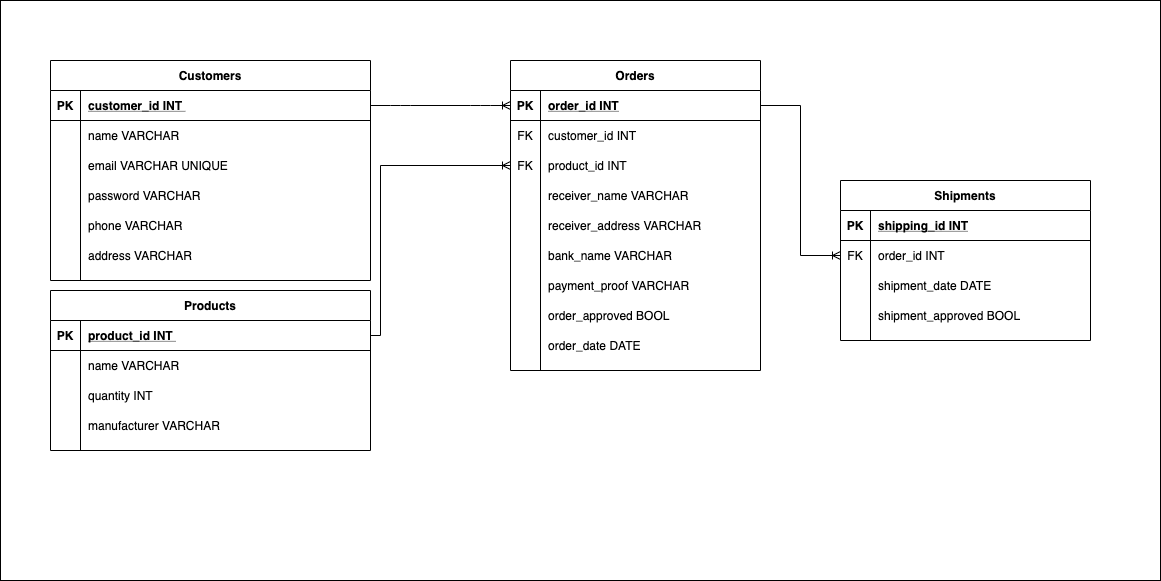 Customers
PK customer_id INT
name VARCHAR
email VARCHAR UNIQUE
password VARCHAR
phone VARCHAR
address VARCHAR
Products
PK product_id INT
name VARCHAR
quantity INT
manufacturer VARCHAR
Orders
PK order_id INT
FK customer_id INT
FK product_id INT
receiver_name VARCHAR
receiver_address VARCHAR
bank_name VARCHAR
payment_proof VARCHAR
order_approved BOOL
order_date DATE
Shipments
PK shipping_id INT
FK order_id INT
shipment_date DATE
shipment_approved BOOL